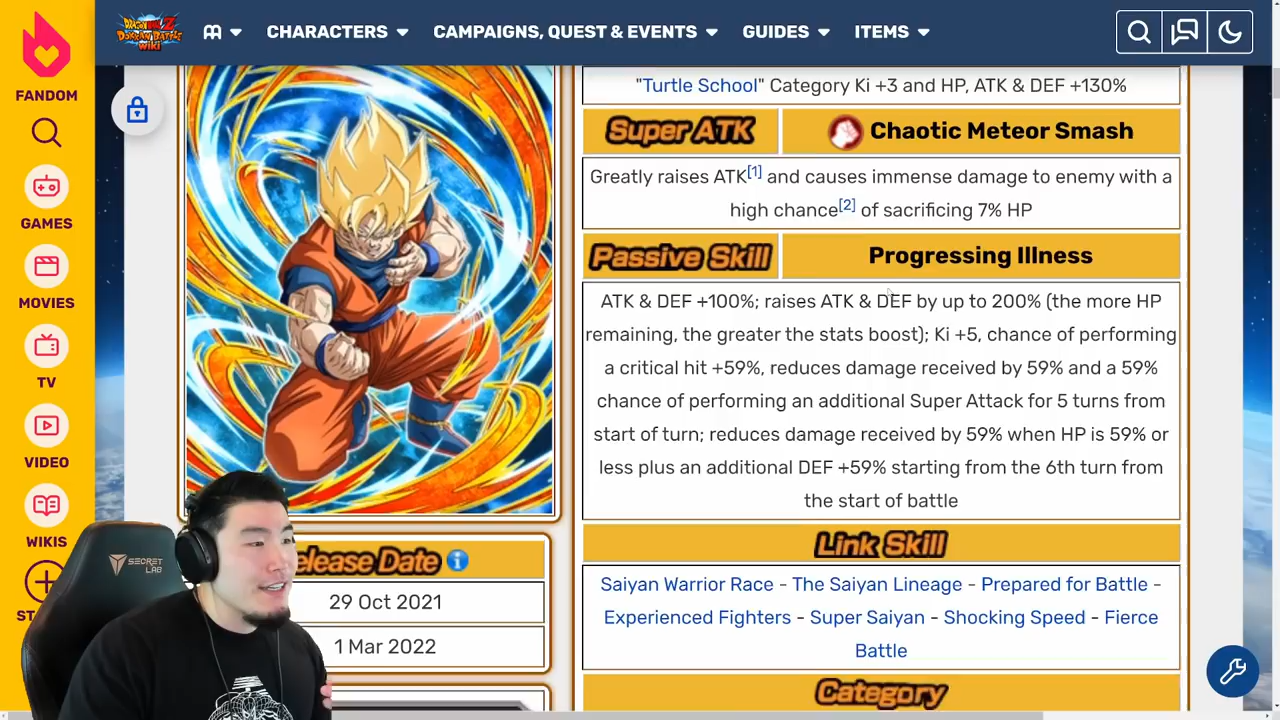 FANDOM
GAMES
MOVIES
TV
VIDEO
WIKIS
DRAGON BALL Z
DOKKAN BATTLE
WIKI
CHARACTERS
CAMPAIGNS, QUEST & EVENTS
GUIDES
ITEMS
"Turtle School" Category Ki +3 and HP, ATK & DEF +130%
Super ATK
Chaotic Meteor Smash
Greatly raises ATK[1] and causes immense damage to enemy with a
high chance[2] of sacrificing 7% HP
Passive Skill
Progressing Illness
ATK & DEF +100%; raises ATK & DEF by up to 200% (the more HP
remaining, the greater the stats boost); Ki +5, chance of performing
a critical hit +59%, reduces damage received by 59% and a 59%
chance of performing an additional Super Attack for 5 turns from
start of turn; reduces damage received by 59% when HP is 59% or
less plus an additional DEF +59% starting from the 6th turn from
the start of battle
Link Skill
Saiyan Warrior Race - The Saiyan Lineage - Prepared for Battle -
Experienced Fighters - Super Saiyan - Shocking Speed - Fierce
Battle
Category
elease Date
29 Oct 2021
1 Mar 2022
SECRET
LAB